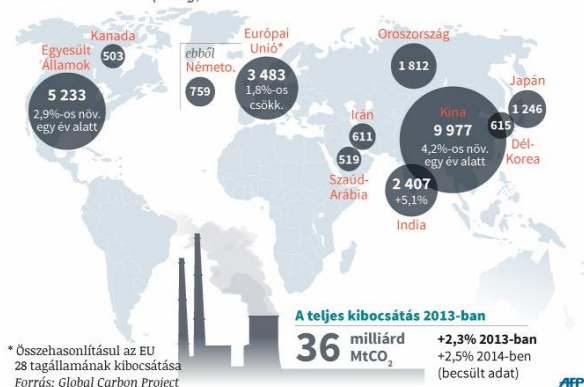 Kanada
503
Egyesült
Államok
5 233
2,9%-os növ.
egy év alatt
ebből
Németo.
759
Európai
Unió*
3 483
1,8%-os
csökk.
Oroszország
1 812
Irán
611
519
Szaúd-
Arábia
Kína
9 977
4,2%-os növ.
egy év alatt
Japán
1 246
615
Dél-
Korea
2 407
+5,1%
India
A teljes kibocsátás 2013-ban
36 milliárd
MtCO2
+2,3% 2013-ban
+2,5% 2014-ben
(becsült adat)
* Összehasonlításul az EU
28 tagállamának kibocsátása
Forrás: Global Carbon Project
AFP